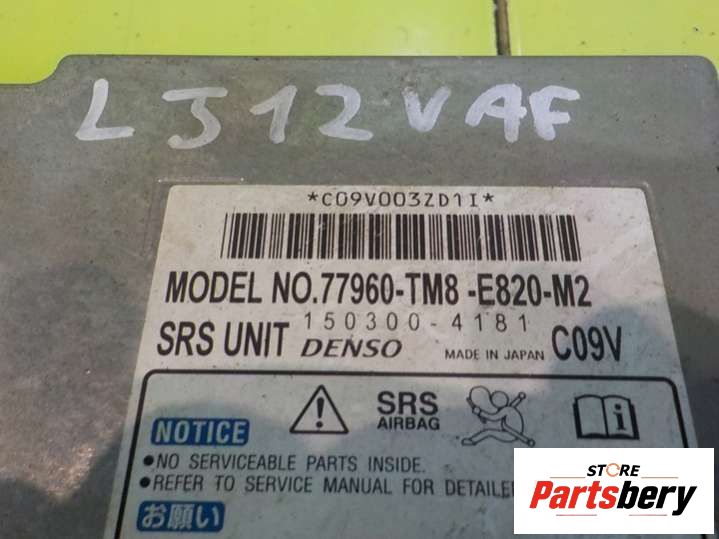 LJ12VAF
*C09V003ZD1I*
MODEL NO.77960-TM8-E820-M2
150300-4181
SRS UNIT DENSO MADE IN JAPAN C09V
SRS
AIRBAG
NOTICE
●NO SERVICEABLE PARTS INSIDE.
●REFER TO SERVICE MANUAL FOR DETAILE
お願い
STORE
Partsbery